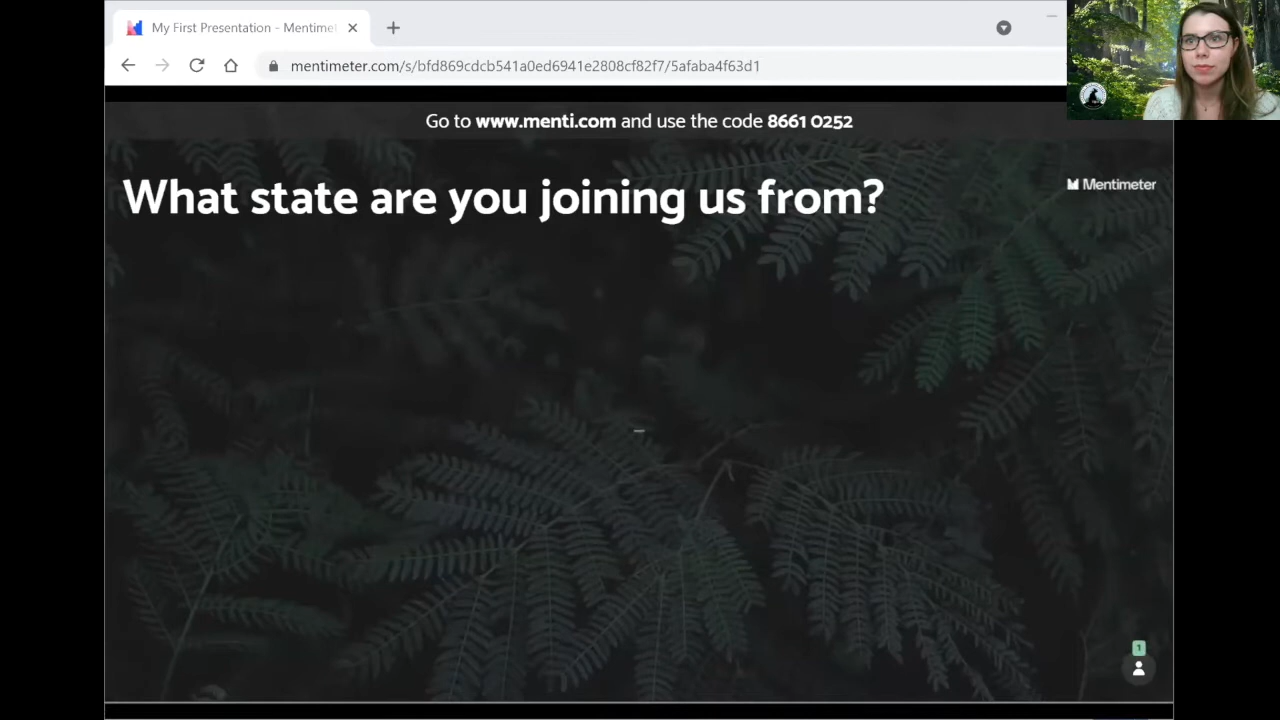 My First Presentation - Mentime
mentimeter.com/s/bfd869cdcb541a0ed6941e2808cf82f7/5afaba4f63d1
Go to www.menti.com and use the code 8661 0252
What state are you joining us from?
Mentimeter
1